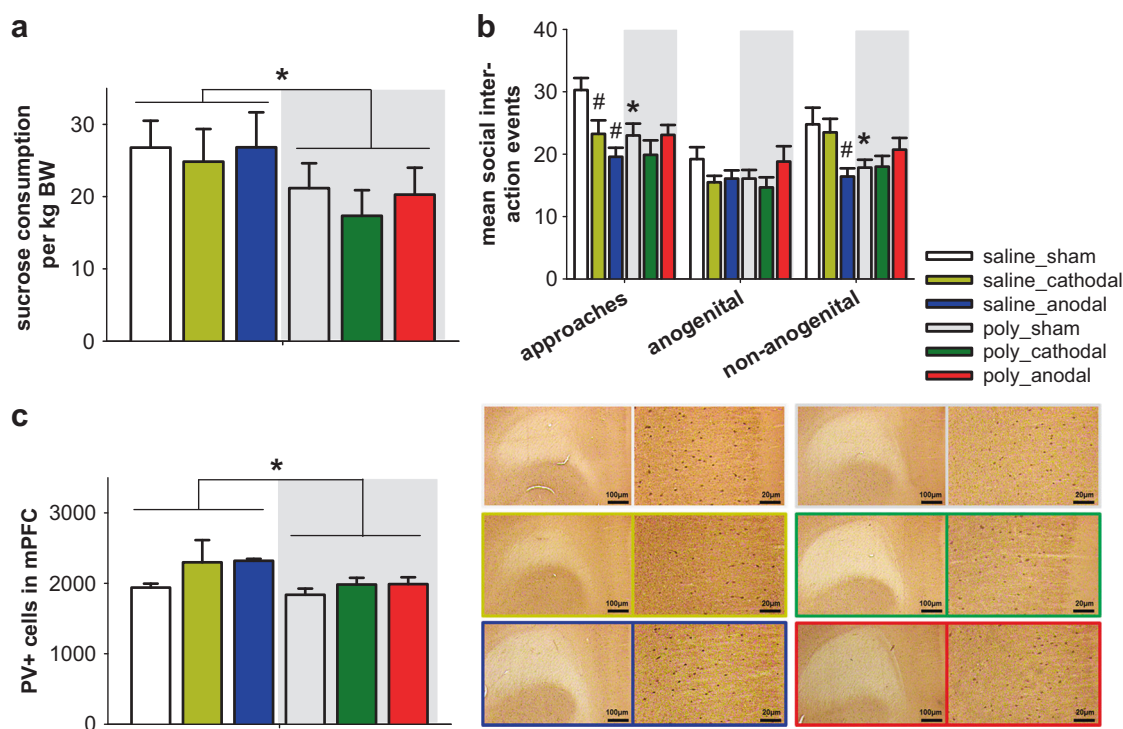 a
sucrose consumption
per kg BW
30
20
10
0
*
b
mean social inter-
action events
40
30
20
10
0
#
#
*
#
*
approaches
anogenital
non-anogenital
saline_sham
saline_cathodal
saline_anodal
poly_sham
poly_cathodal
poly_anodal
c
PV+ cells in mPFC
3000
2000
1000
0
*
100µm
20µm
100µm
20µm
100µm
20µm
100µm
20µm
100µm
20µm
100µm
20µm